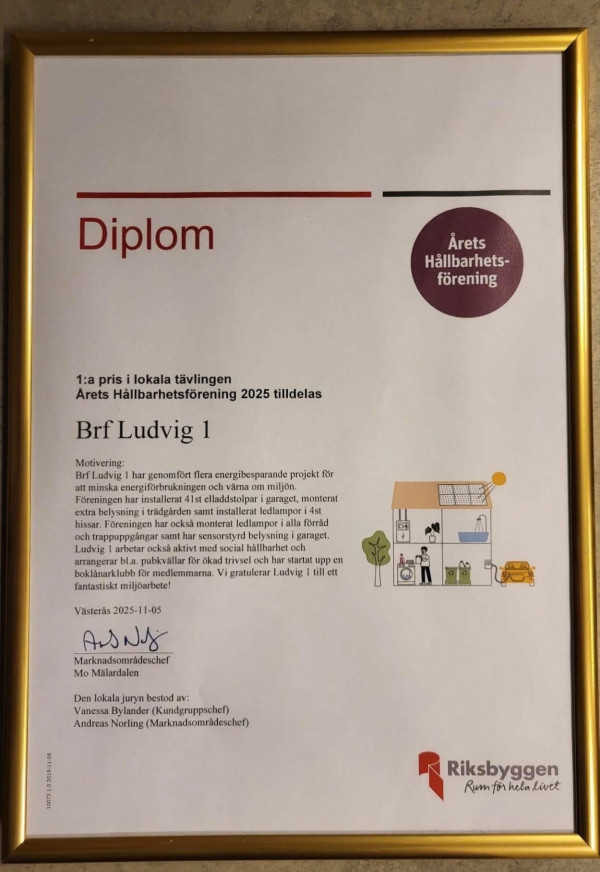 Diplom
Årets
Hållbarhets-
förening
1:a pris i lokala tävlingen
Årets Hållbarhetsförening 2025 tilldelas
Brf Ludvig 1
Motivering:
Brf Ludvig 1 har genomfört flera energibesparande projekt för
att minska energiförbrukningen och värna om miljön.
Föreningen har installerat 41st elladdstolpar i garaget, monterat
extra belysning i trädgården samt installerat ledlampor i 4st
hissar. Föreningen har också monterat ledlampor i alla förråd
och trappuppgångar samt har sensorstyrd belysning i garaget.
Ludvig 1 arbetar också aktivt med social hållbarhet och
arrangerar bl.a. pubkvällar för ökad trivsel och har startat upp en
boklånarklubb för medlemmarna. Vi gratulerar Ludvig 1 till ett
fantastiskt miljöarbete!
Västerås 2025-11-05
Marknadsområdeschef
Mo Mälardalen
Den lokala juryn bestod av:
Vanessa Bylander (Kundgruppschef)
Andreas Norling (Marknadsområdeschef)
Riksbyggen
Rum för hela livet